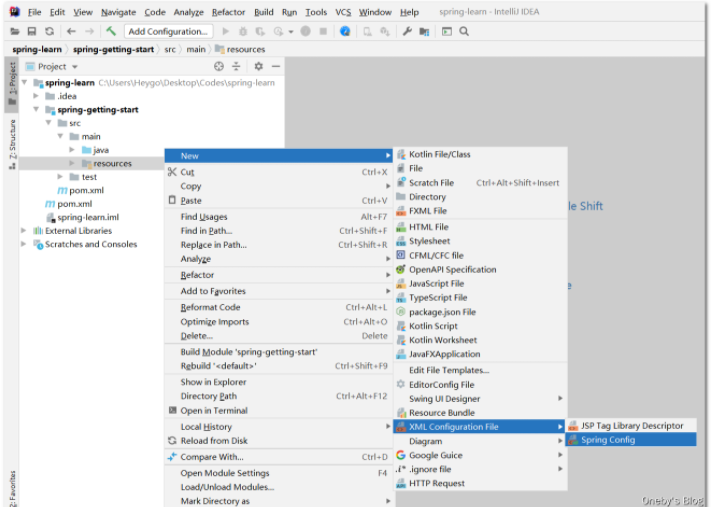 File Edit View Navigate Code Analyze Refactor Build Run Tools VCS Window Help spring-learn - IntelliJ IDEA
Add Configuration...
spring-learn spring-getting-start src main resources
1: Project
Project
spring-learn C:\Users\Heygo\Desktop\Codes\spring-learn
.idea
spring-getting-start
src
main
java
resources
test
pom.xml
pom.xml
spring-learn.iml
External Libraries
Scratches and Consoles
Z: Structure
2: Favorites
New
Cut Ctrl+X
Copy
Paste Ctrl+V
Find Usages Alt+F7
Find in Path... Ctrl+Shift+F
Replace in Path... Ctrl+Shift+R
Analyze
Refactor
Add to Favorites
Reformat Code Ctrl+Alt+L
Optimize Imports Ctrl+Alt+O
Delete... Delete
Build Module 'spring-getting-start'
Rebuild '<default>' Ctrl+Shift+F9
Show in Explorer
Directory Path Ctrl+Alt+F12
Open in Terminal
Local History
Reload from Disk
Compare With... Ctrl+D
Open Module Settings F4
Load/Unload Modules...
Mark Directory as
Kotlin File/Class
File
Scratch File Ctrl+Alt+Shift+Insert
Directory
FXML File
HTML File
Stylesheet
CFML/CFC file
OpenAPI Specification
JavaScript File
TypeScript File
package.json File
Kotlin Script
Kotlin Worksheet
JavaFXApplication
Edit File Templates...
EditorConfig File
Swing UI Designer
Resource Bundle
XML Configuration File
Diagram
Google Guice
.ignore file
HTTP Request
JSP Tag Library Descriptor
Spring Config
le Shift
e
Oneby's Blog